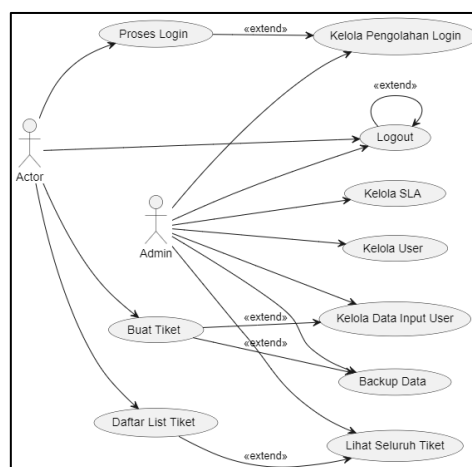 Proses Login
«extend»
Kelola Pengolahan Login
«extend»
Logout
Actor
Kelola SLA
Admin
Kelola User
Buat Tiket
«extend»
Kelola Data Input User
«extend»
Backup Data
Daftar List Tiket
«extend»
Lihat Seluruh Tiket